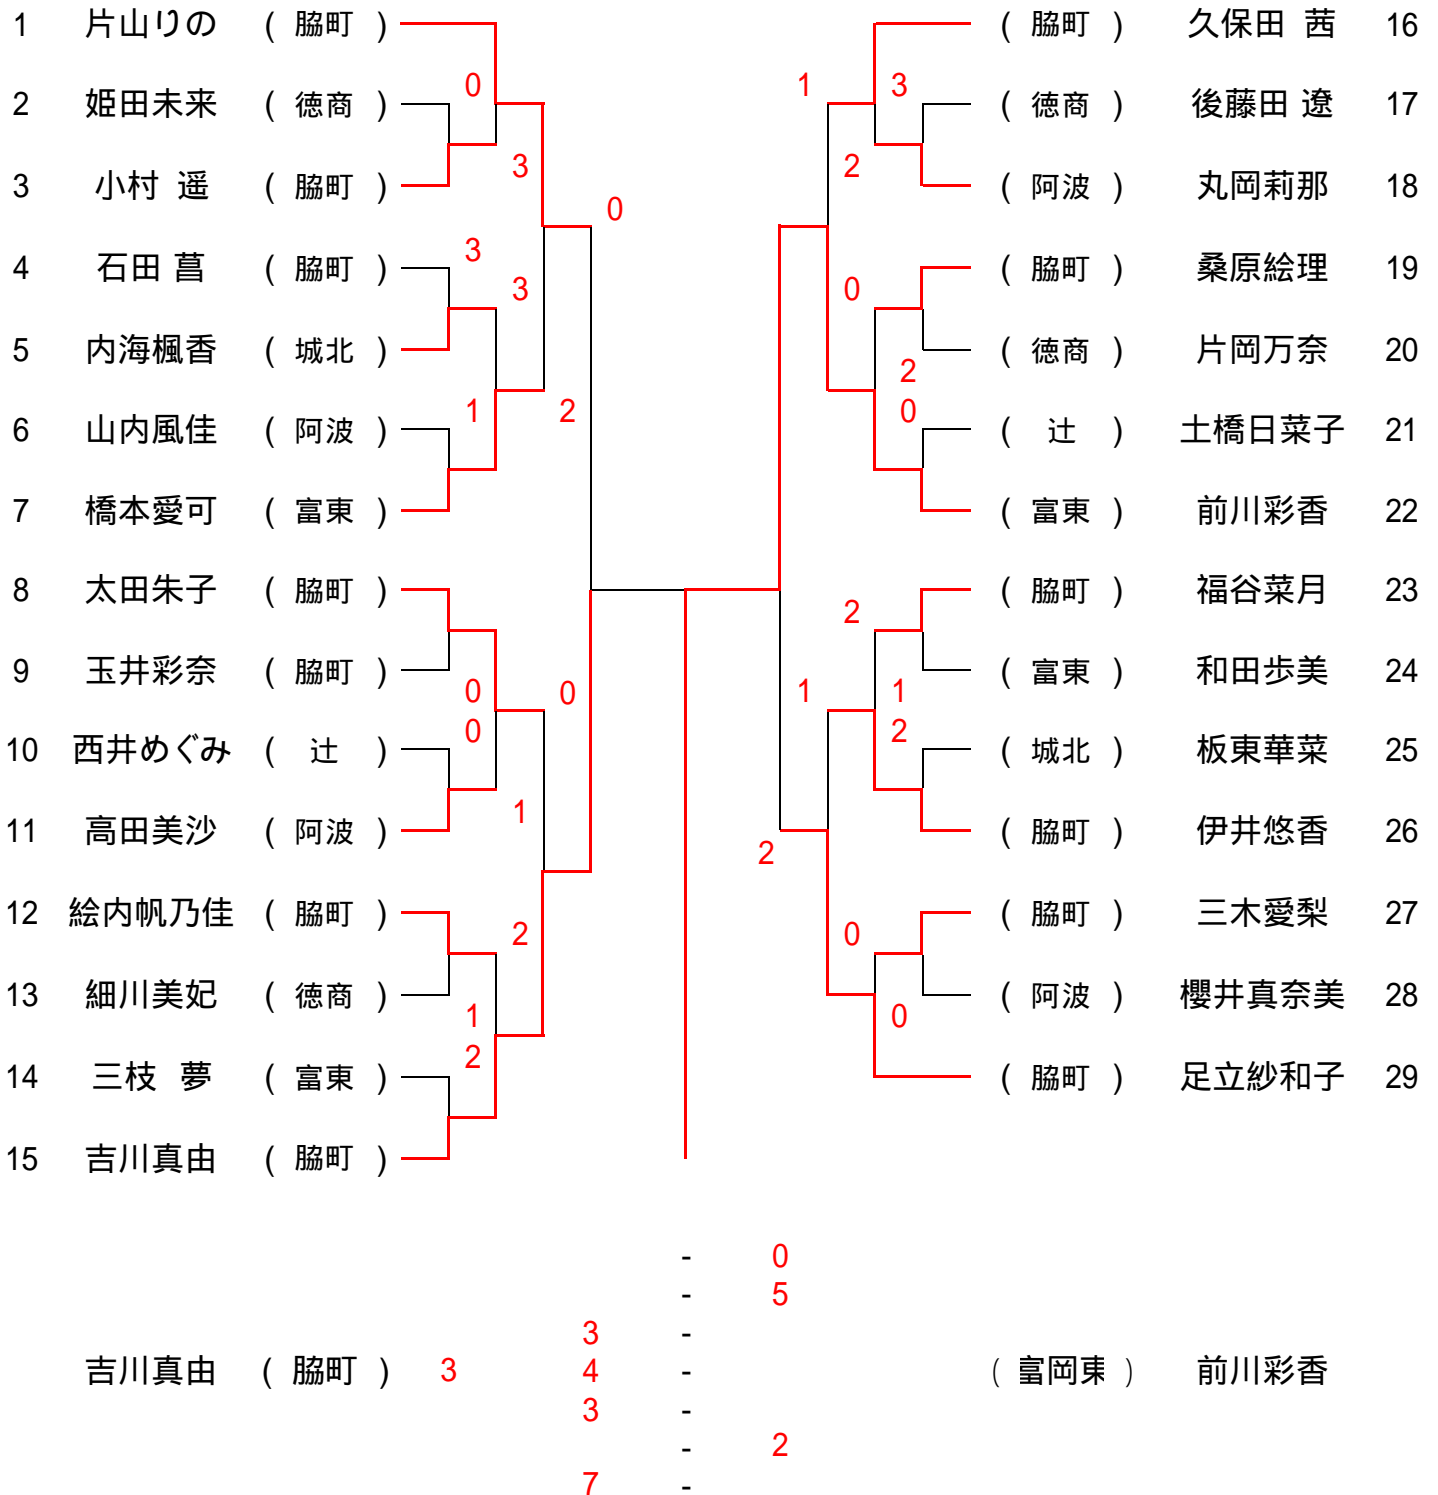 1 片山りの ( 脇町 ) ( 脇町 ) 久保田 茜 16
0 1 3
2 姫田未来 ( 徳商 ) ( 徳商 ) 後藤田 遼 17
3 2
3 小村 遥 ( 脇町 ) ( 阿波 ) 丸岡莉那 18
0
3
4 石田 菖 ( 脇町 ) ( 脇町 ) 桑原絵理 19
3 0
5 内海楓香 ( 城北 ) ( 徳商 ) 片岡万奈 20
2
1 2 0
6 山内風佳 ( 阿波 ) ( 辻 ) 土橋日菜子 21
7 橋本愛可 ( 富東 ) ( 富東 ) 前川彩香 22
8 太田朱子 ( 脇町 ) ( 脇町 ) 福谷菜月 23
2
9 玉井彩奈 ( 脇町 ) ( 富東 ) 和田歩美 24
0 0 1 1
0 2
10 西井めぐみ ( 辻 ) ( 城北 ) 板東華菜 25
1
11 高田美沙 ( 阿波 ) ( 脇町 ) 伊井悠香 26
2
12 絵内帆乃佳 ( 脇町 ) ( 脇町 ) 三木愛梨 27
2 0
13 細川美妃 ( 徳商 ) ( 阿波 ) 櫻井真奈美 28
1 0
2
14 三枝 夢 ( 富東 ) ( 脇町 ) 足立紗和子 29
15 吉川真由 ( 脇町 )
- 0
- 5
3 -
吉川真由 ( 脇町 ) 3 4 - ( 富岡東 ) 前川彩香
3 -
- 2
7 -